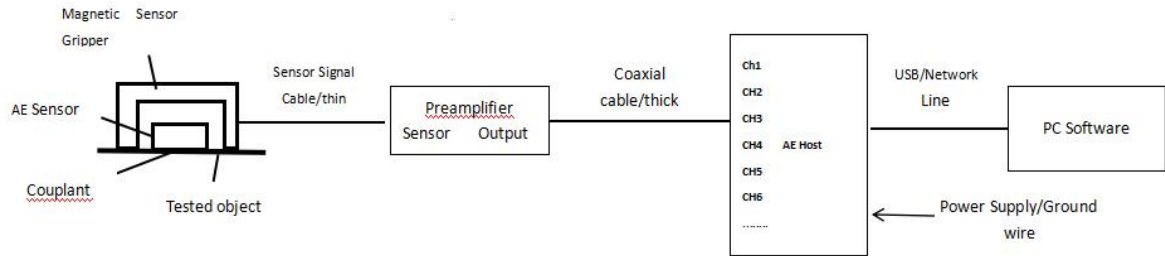 Magnetic Sensor
Gripper
AE Sensor
Couplant
Tested object
Sensor Signal
Cable/thin
Preamplifier
Sensor Output
Coaxial
cable/thick
Ch1
CH2
CH3
CH4 AE Host
CH5
CH6
........
USB/Network
Line
PC Software
Power Supply/Ground
wire